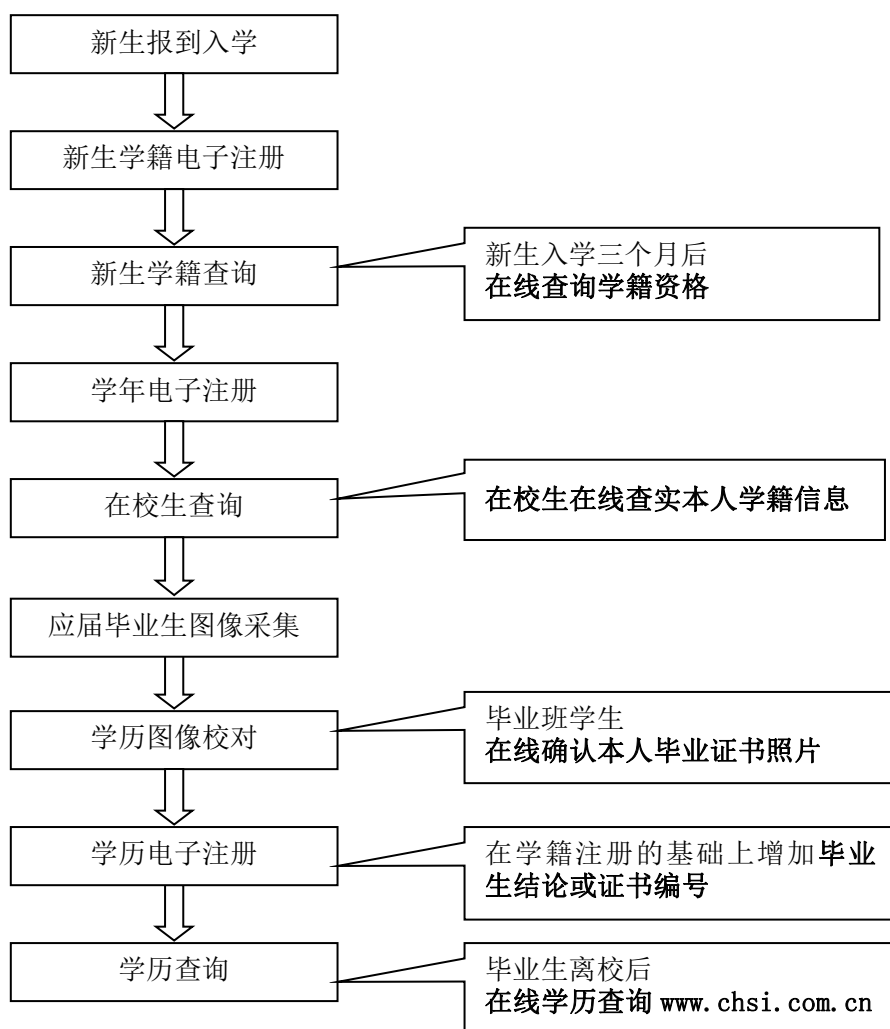 新生报到入学
新生学籍电子注册
新生学籍查询
新生入学三个月后
在线查询学籍资格
学年电子注册
在校生查询
在校生在线查实本人学籍信息
应届毕业生图像采集
学历图像校对
毕业班学生
在线确认本人毕业证书照片
学历电子注册
在学籍注册的基础上增加毕业
生结论或证书编号
学历查询
毕业生离校后
在线学历查询 www.chsi.com.cn